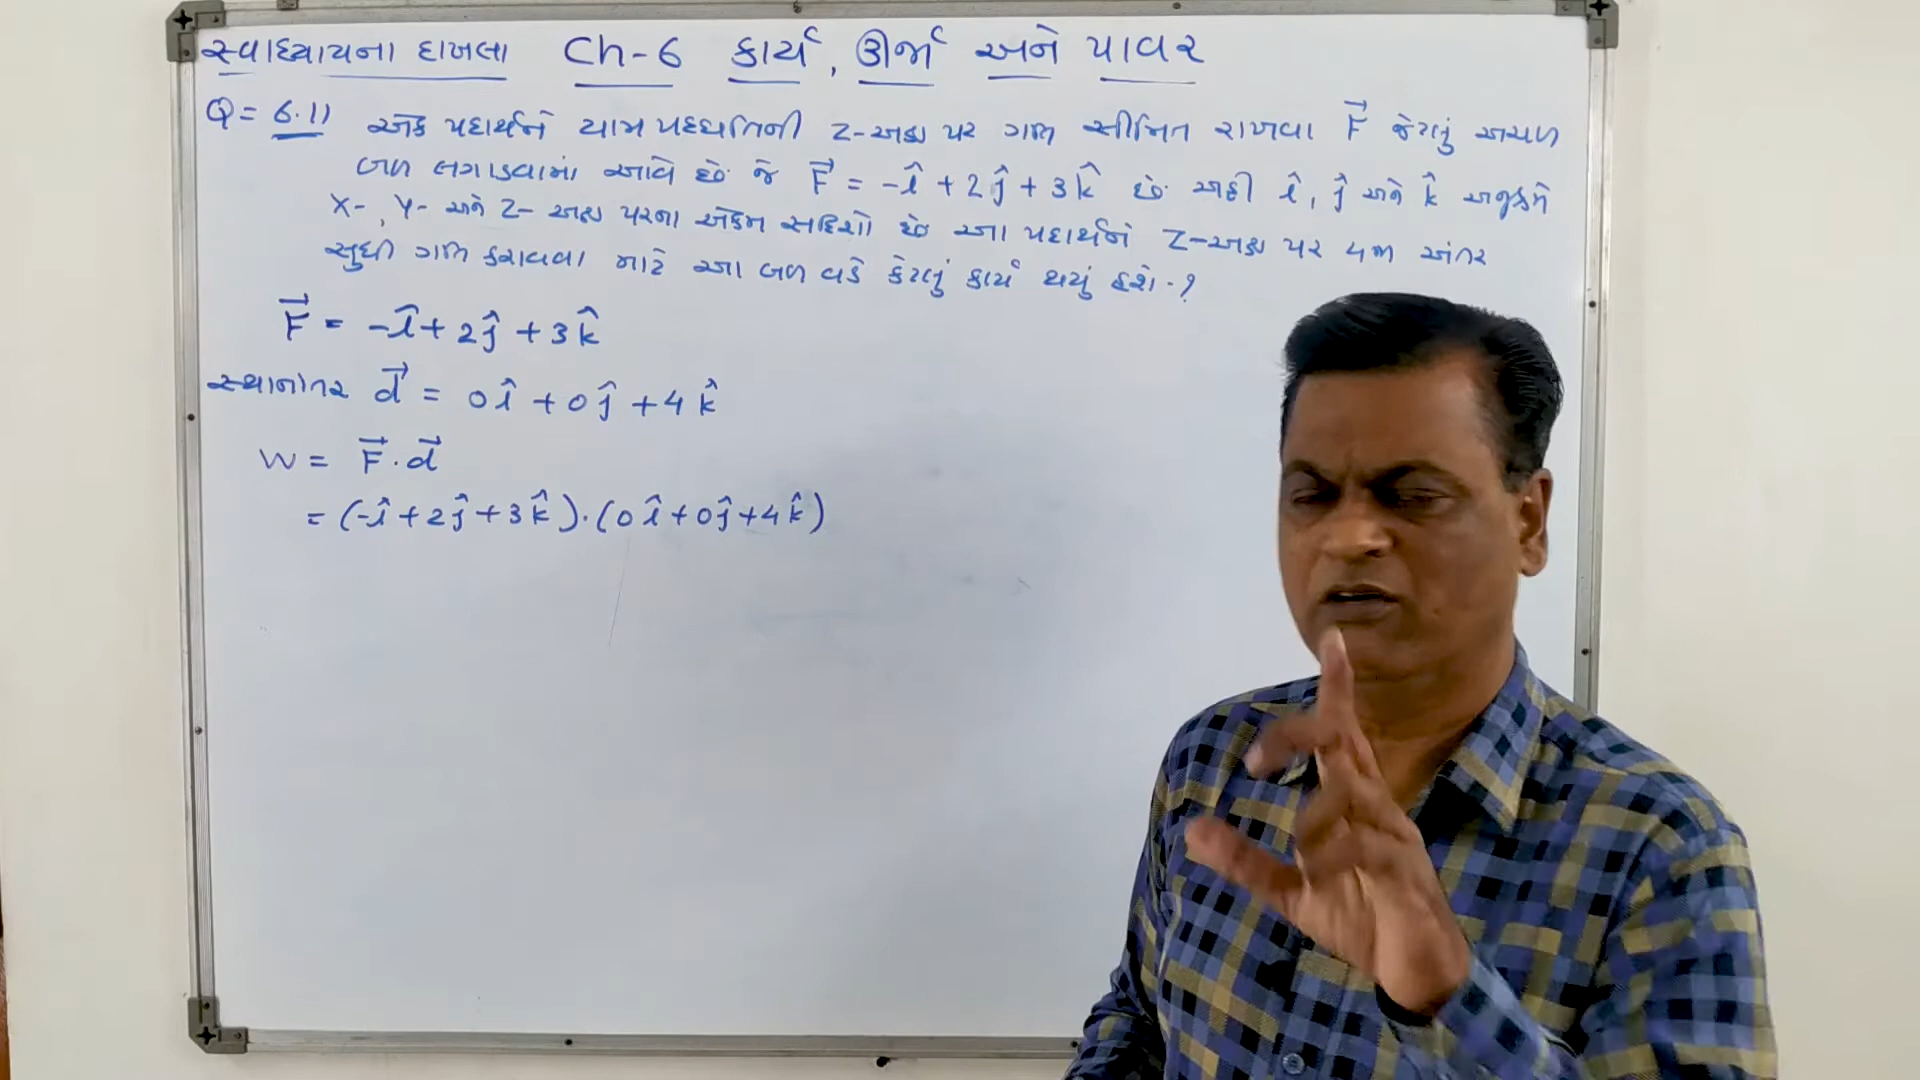 સ્વાધ્યાયના દાખલા Ch-6 કાર્ય, ઊર્જા અને પાવર
Q = 6.11 એક પદાર્થને યામ પદ્ધતિની Z-અક્ષ પર ગતિ સીમિત રાખવા F⃗ જેટલું અચળ
બળ લગાડવામાં આવે છે જે F⃗ = -î + 2ĵ + 3k̂ છે અહી î, ĵ અને k̂ અનુક્રમે
X-, Y- અને Z- અક્ષ પરના એકમ સદિશો છે આ પદાર્થને Z-અક્ષ પર 4m અંતર
સુધી ગતિ કરાવવા માટે આ બળ વડે કેટલું કાર્ય થયું હશે.?
F⃗ = -î + 2ĵ + 3k̂
સ્થાનાંતર d⃗ = 0î + 0ĵ + 4k̂
W = F⃗ . d⃗
= (-î + 2ĵ + 3k̂) . (0î + 0ĵ + 4k̂)